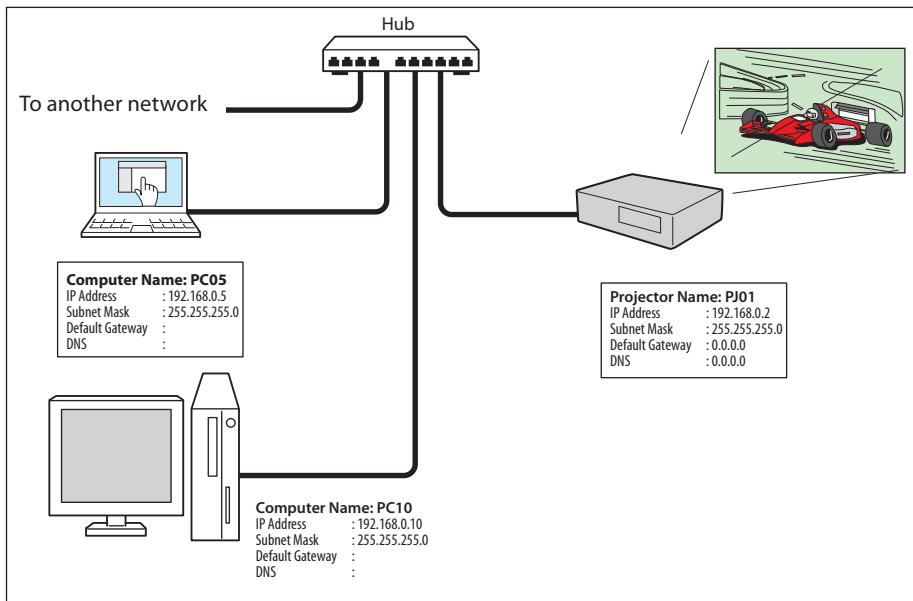 Hub
To another network
Computer Name: PC05
IP Address : 192.168.0.5
Subnet Mask : 255.255.255.0
Default Gateway :
DNS :
Projector Name: PJ01
IP Address : 192.168.0.2
Subnet Mask : 255.255.255.0
Default Gateway : 0.0.0.0
DNS : 0.0.0.0
Computer Name: PC10
IP Address : 192.168.0.10
Subnet Mask : 255.255.255.0
Default Gateway :
DNS :